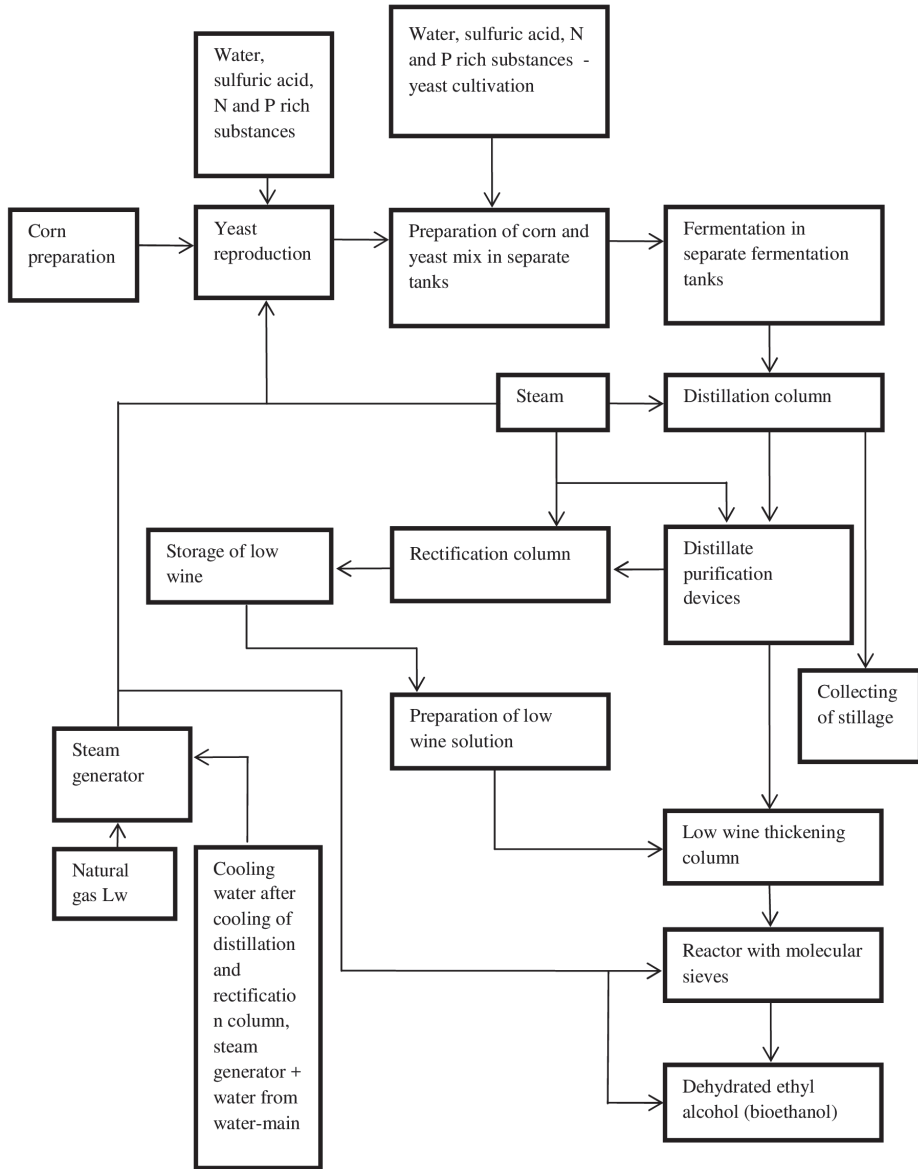 Water,
sulfuric acid,
N and P rich
substances
Water, sulfuric acid, N
and P rich substances -
yeast cultivation
Corn
preparation
Yeast
reproduction
Preparation of corn and
yeast mix in separate
tanks
Fermentation in
separate fermentation
tanks
Steam
Distillation column
Storage of low
wine
Rectification column
Distillate
purification
devices
Collecting
of stillage
Preparation of low
wine solution
Steam
generator
Natural
gas Lw
Cooling
water after
cooling of
distillation
and
rectificatio
n column,
steam
generator +
water from
water-main
Low wine thickening
column
Reactor with molecular
sieves
Dehydrated ethyl
alcohol (bioethanol)